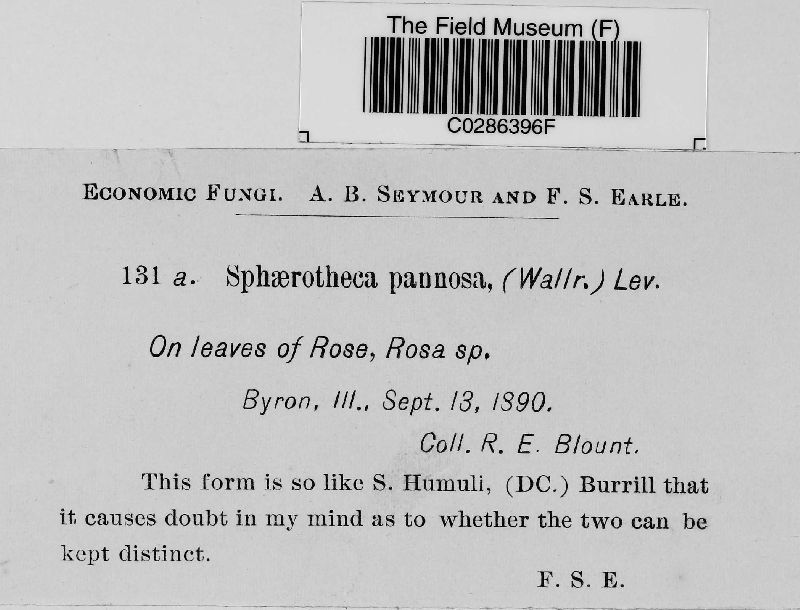 The Field Museum (F)
C0286396F
Economic Fungi. A. B. Seymour and F. S. Earle.
131 a. Sphærotheca pannosa, (Wallr.) Lev.
On leaves of Rose, Rosa sp.
Byron, Ill., Sept. 13, 1890.
Coll. R. E. Blount.
This form is so like S. Humuli, (DC.) Burrill that
it causes doubt in my mind as to whether the two can be
kept distinct.
F. S. E.